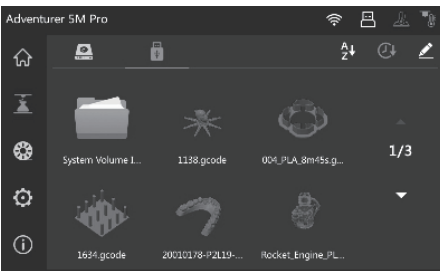 Adventurer 5M Pro
A
Z
System Volume I...
1138.gcode
004_PLA_8m45s.g...
1/3
1634.gcode
20010178-P2L19-...
Rocket_Engine_PL...